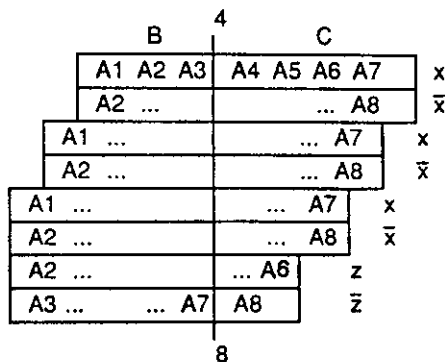 4
B C
A1 A2 A3 A4 A5 A6 A7 x
A2 ... ... A8 x̄
A1 ... ... A7 x
A2 ... ... A8 x̄
A1 ... ... A7 x
A2 ... ... A8 x̄
A2 ... ... A6 z
A3 ... ... A7 A8 z̄
8